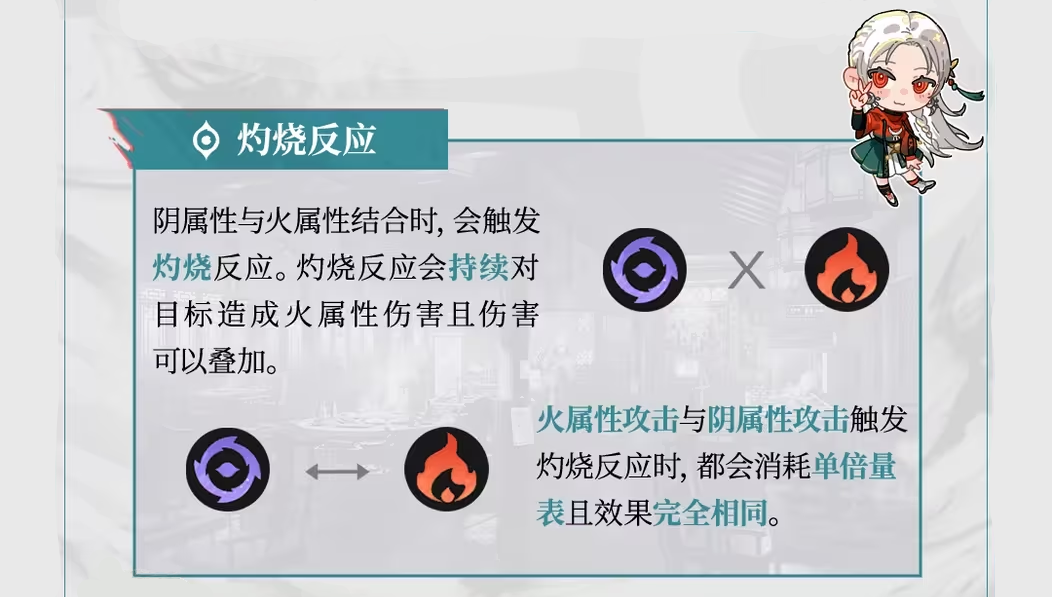 灼烧反应
阴属性与火属性结合时, 会触发
灼烧反应。灼烧反应会持续对
目标造成火属性伤害且伤害
可以叠加。
X
火属性攻击与阴属性攻击触发
灼烧反应时, 都会消耗单倍量
表且效果完全相同。